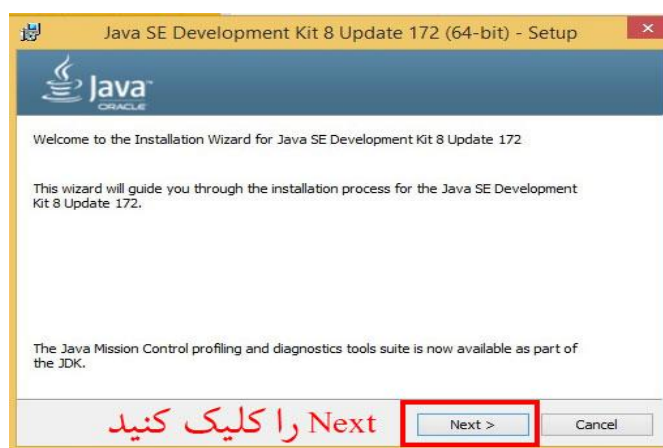 Java SE Development Kit 8 Update 172 (64-bit) - Setup
Java™
ORACLE
Welcome to the Installation Wizard for Java SE Development Kit 8 Update 172
This wizard will guide you through the installation process for the Java SE Development
Kit 8 Update 172.
The Java Mission Control profiling and diagnostics tools suite is now available as part of
the JDK.
Next را کلیک کنید
Next >
Cancel